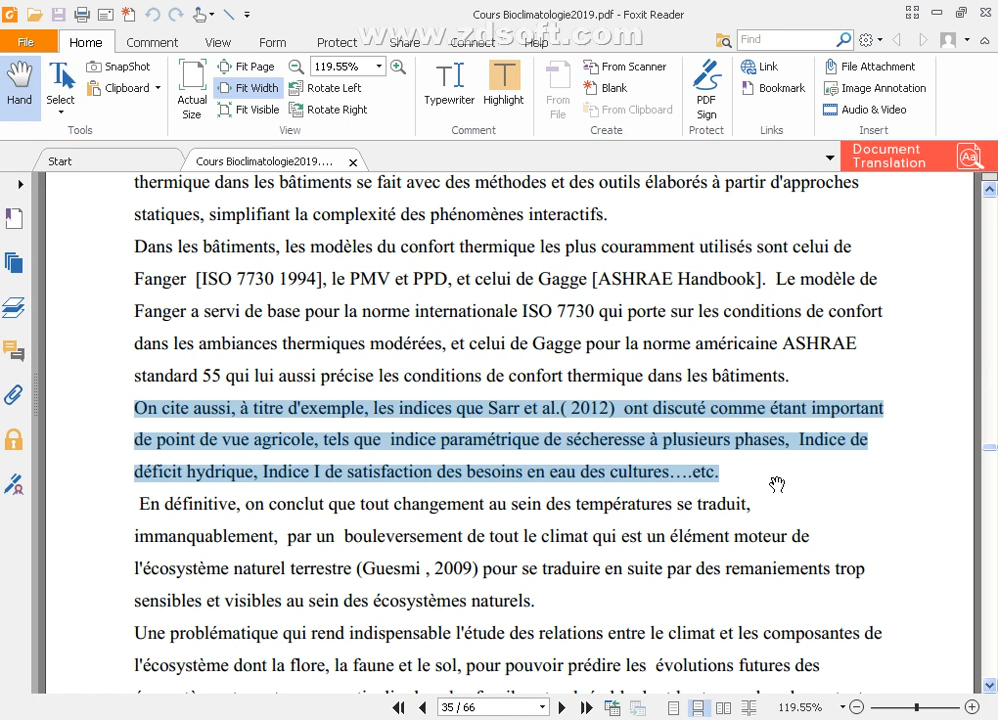 Cours Bioclimatologie2019.pdf - Foxit Reader
File Home Comment View Form Protect Share Connect Help Find
www.zdsoft.com
Hand Select SnapShot Clipboard Actual Size Fit Page Fit Width Fit Visible 119.55% Rotate Left Rotate Right Typewriter Highlight From File From Scanner Blank From Clipboard PDF Sign Link Bookmark File Attachment Image Annotation Audio & Video
Tools View Comment Create Protect Links Insert
Start Cours Bioclimatologie2019.... Document Translation
thermique dans les bâtiments se fait avec des méthodes et des outils élaborés à partir d'approches
statiques, simplifiant la complexité des phénomènes interactifs.
Dans les bâtiments, les modèles du confort thermique les plus couramment utilisés sont celui de
Fanger [ISO 7730 1994], le PMV et PPD, et celui de Gagge [ASHRAE Handbook]. Le modèle de
Fanger a servi de base pour la norme internationale ISO 7730 qui porte sur les conditions de confort
dans les ambiances thermiques modérées, et celui de Gagge pour la norme américaine ASHRAE
standard 55 qui lui aussi précise les conditions de confort thermique dans les bâtiments.
On cite aussi, à titre d'exemple, les indices que Sarr et al.( 2012) ont discuté comme étant important
de point de vue agricole, tels que indice paramétrique de sécheresse à plusieurs phases, Indice de
déficit hydrique, Indice I de satisfaction des besoins en eau des cultures….etc.
En définitive, on conclut que tout changement au sein des températures se traduit,
immanquablement, par un bouleversement de tout le climat qui est un élément moteur de
l'écosystème naturel terrestre (Guesmi , 2009) pour se traduire en suite par des remaniements trop
sensibles et visibles au sein des écosystèmes naturels.
Une problématique qui rend indispensable l'étude des relations entre le climat et les composantes de
l'écosystème dont la flore, la faune et le sol, pour pouvoir prédire les évolutions futures des
35 / 66 119.55%